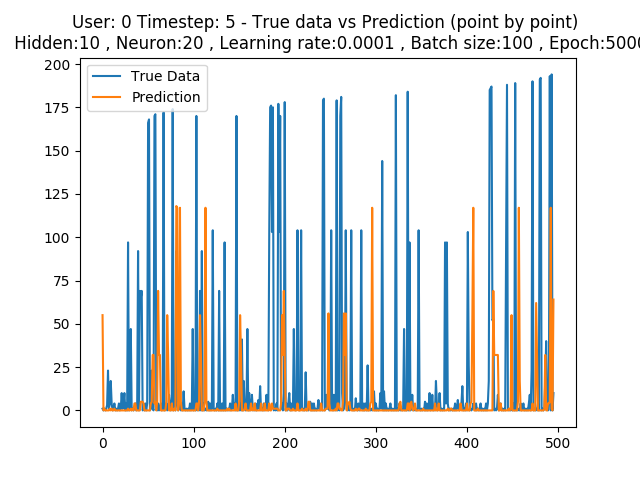 User: 0 Timestep: 5 - True data vs Prediction (point by point)
Hidden:10 , Neuron:20 , Learning rate:0.0001 , Batch size:100 , Epoch:5000
True Data
Prediction
200
175
150
125
100
75
50
25
0
0 100 200 300 400 500